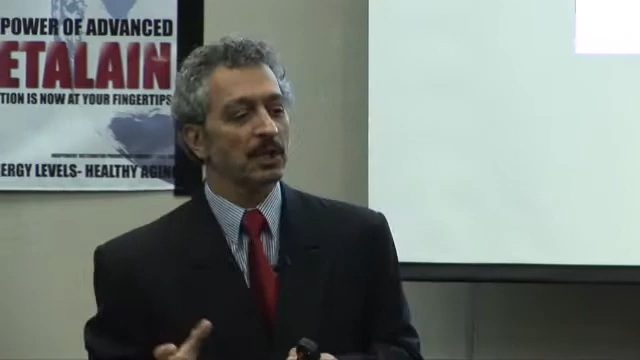 POWER OF ADVANCED
ETALAIN
TION IS NOW AT YOUR FINGERTIPS
ERGY LEVELS- HEALTHY AGIN